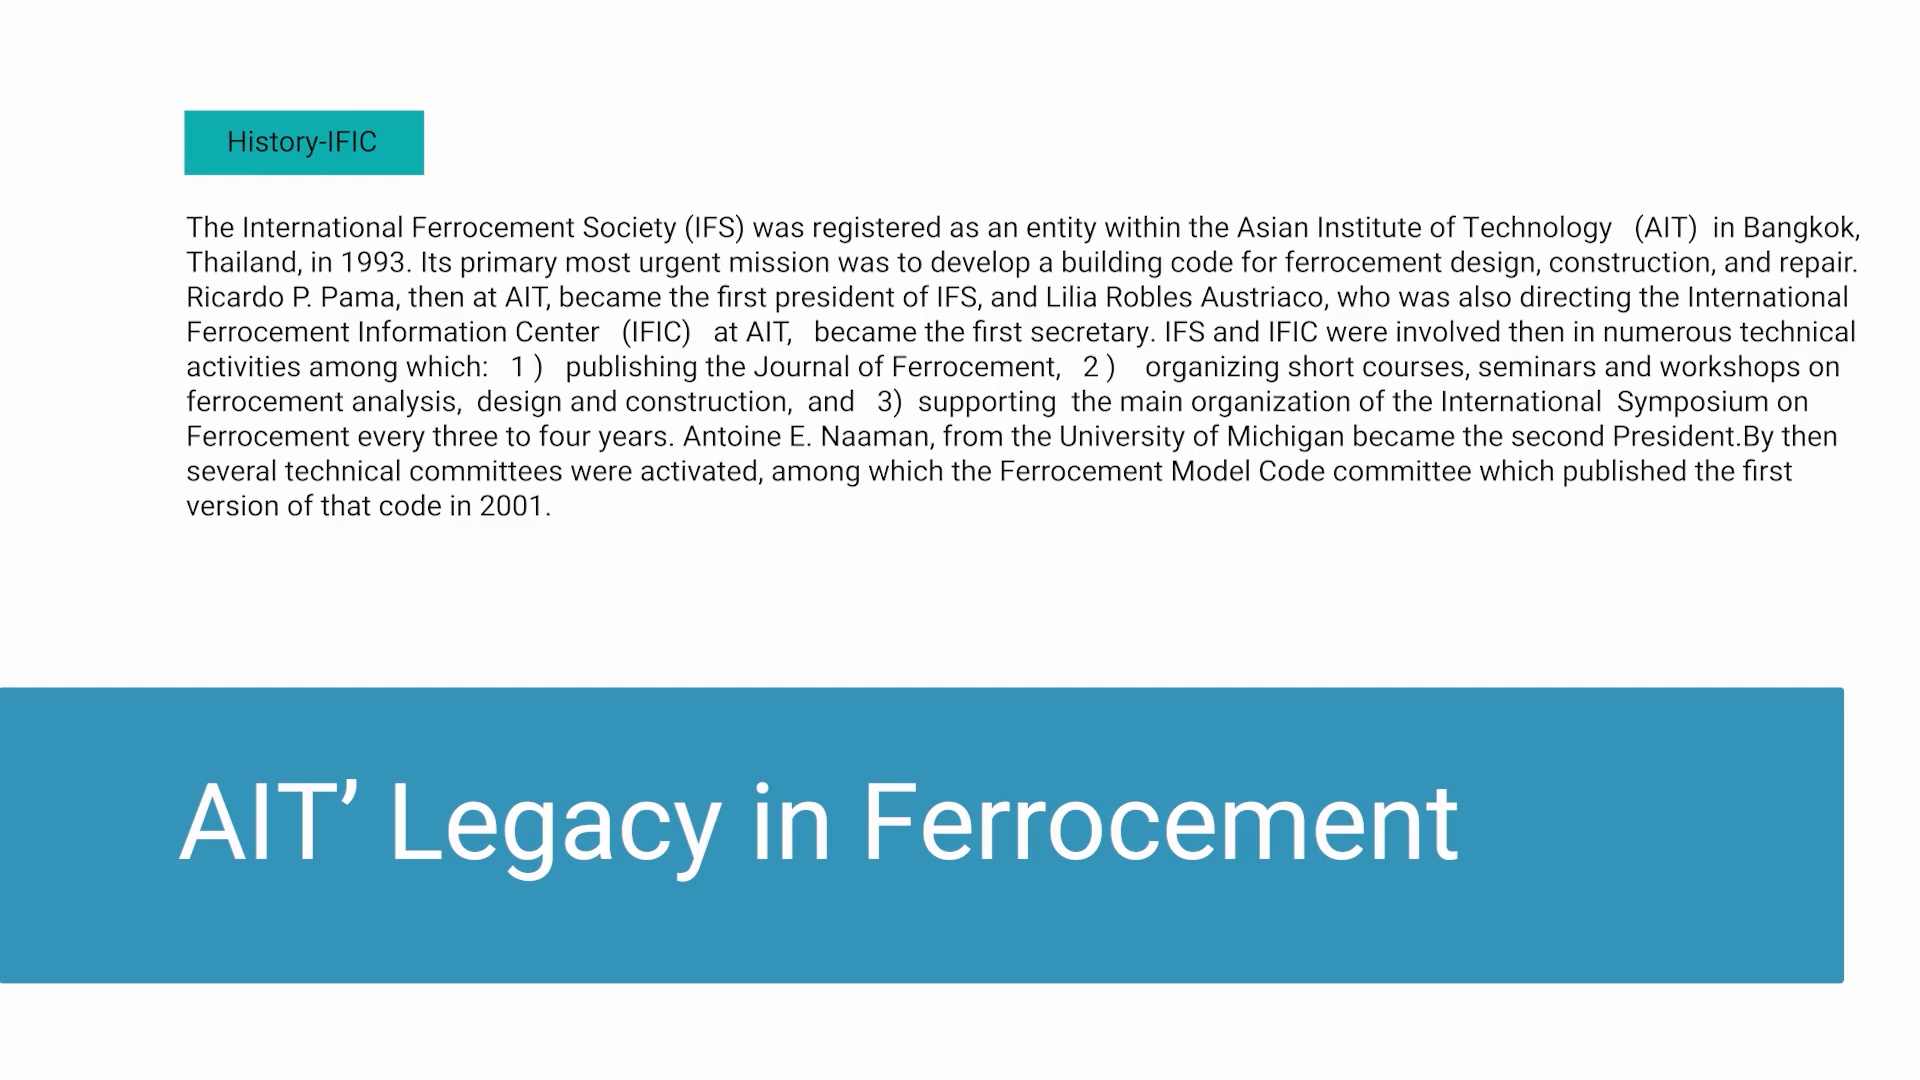 History-IFIC
The International Ferrocement Society (IFS) was registered as an entity within the Asian Institute of Technology (AIT) in Bangkok,
Thailand, in 1993. Its primary most urgent mission was to develop a building code for ferrocement design, construction, and repair.
Ricardo P. Pama, then at AIT, became the first president of IFS, and Lilia Robles Austriaco, who was also directing the International
Ferrocement Information Center (IFIC) at AIT, became the first secretary. IFS and IFIC were involved then in numerous technical
activities among which: 1 ) publishing the Journal of Ferrocement, 2 ) organizing short courses, seminars and workshops on
ferrocement analysis, design and construction, and 3) supporting the main organization of the International Symposium on
Ferrocement every three to four years. Antoine E. Naaman, from the University of Michigan became the second President.By then
several technical committees were activated, among which the Ferrocement Model Code committee which published the first
version of that code in 2001.
AIT’ Legacy in Ferrocement